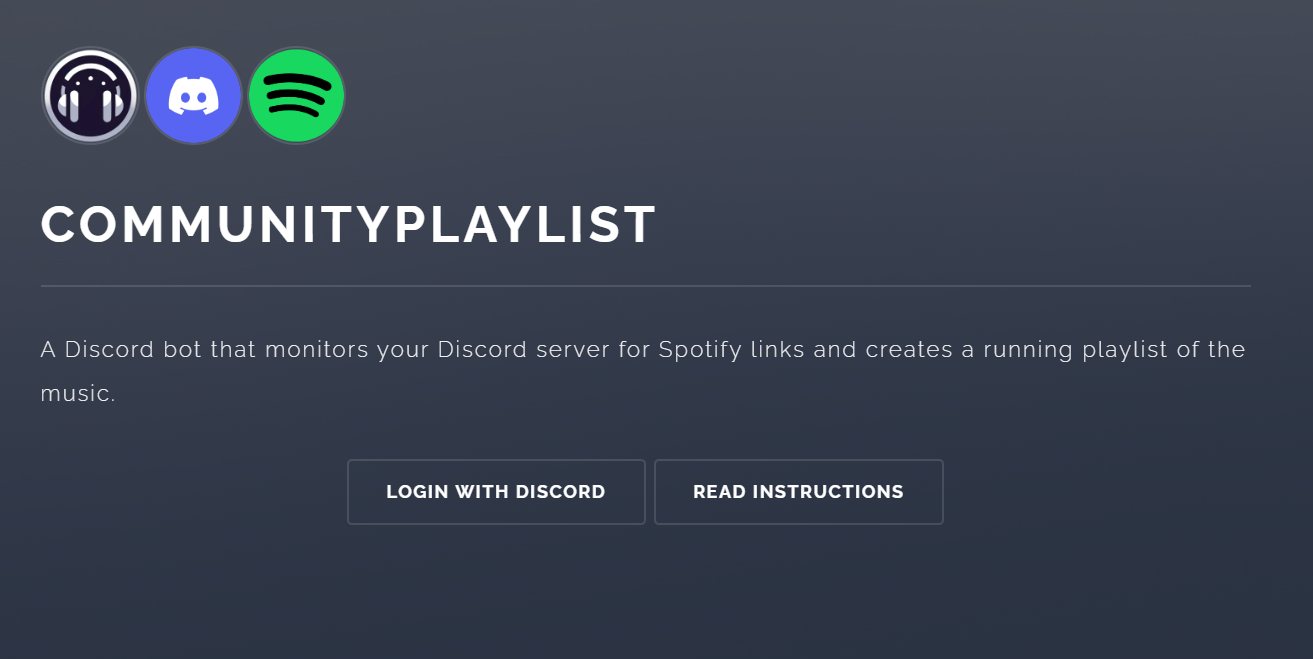 COMMUNITYPLAYLIST
A Discord bot that monitors your Discord server for Spotify links and creates a running playlist of the
music.
LOGIN WITH DISCORD
READ INSTRUCTIONS